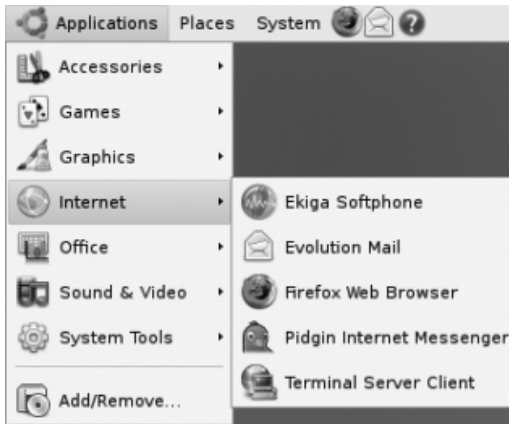 Applications Places System
Accessories
Games
Graphics
Internet
Office
Sound & Video
System Tools
Add/Remove...
Ekiga Softphone
Evolution Mail
Firefox Web Browser
Pidgin Internet Messenger
Terminal Server Client